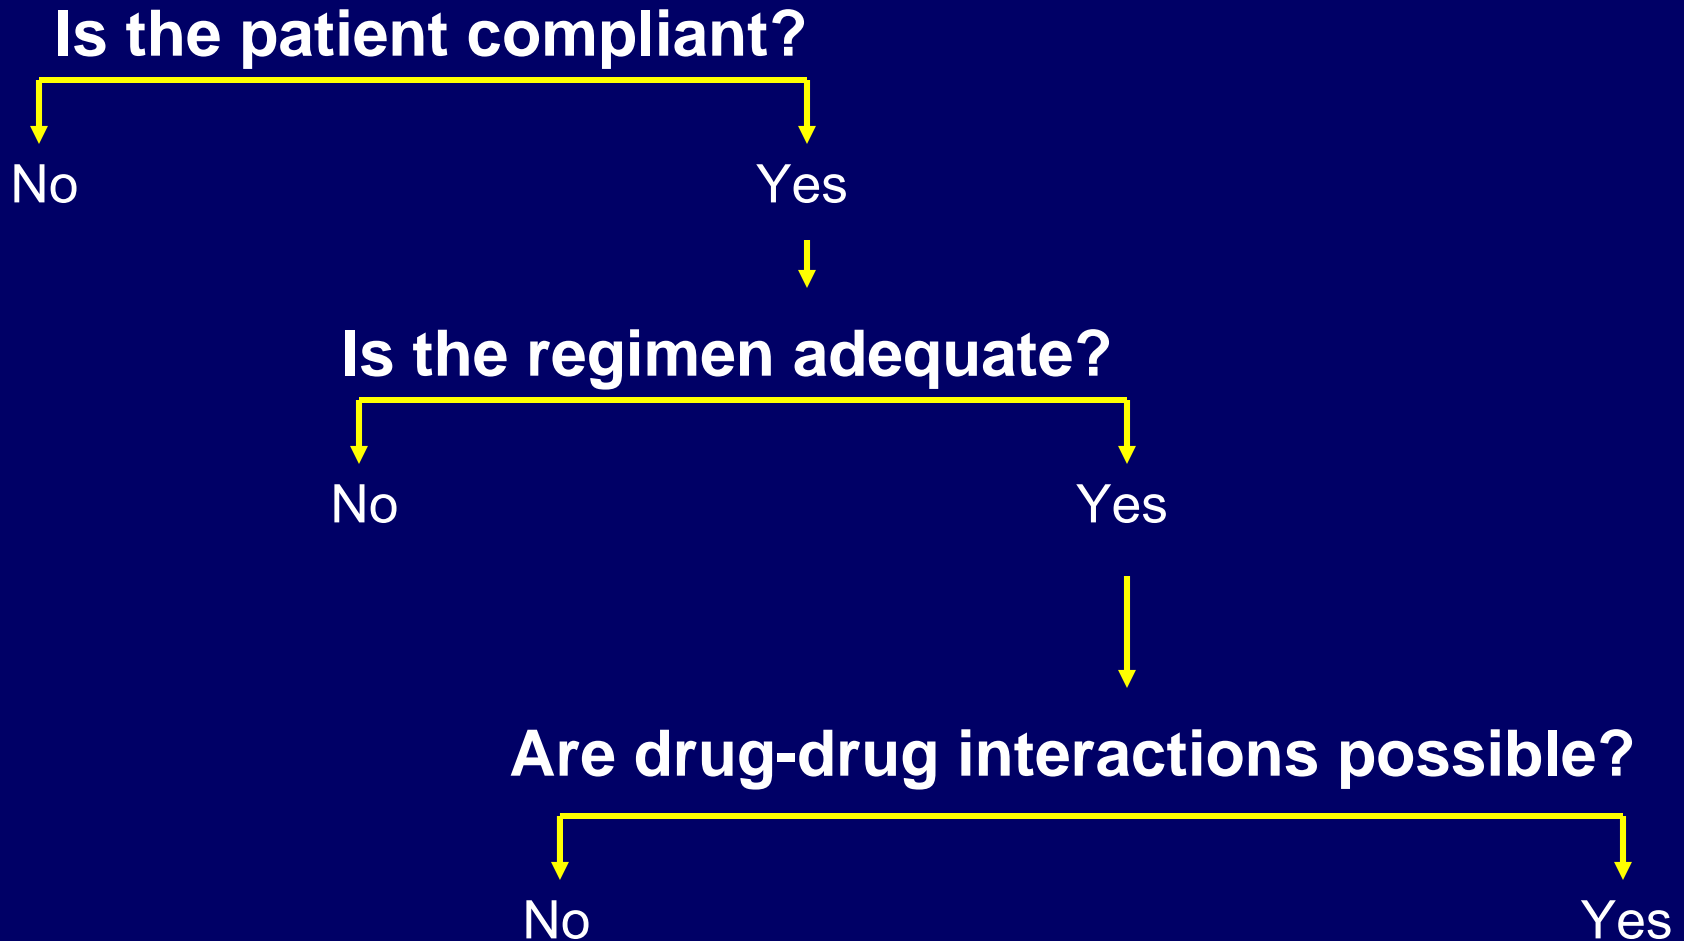 Is the patient compliant?
No
Yes
Is the regimen adequate?
No
Yes
Are drug-drug interactions possible?
No
Yes